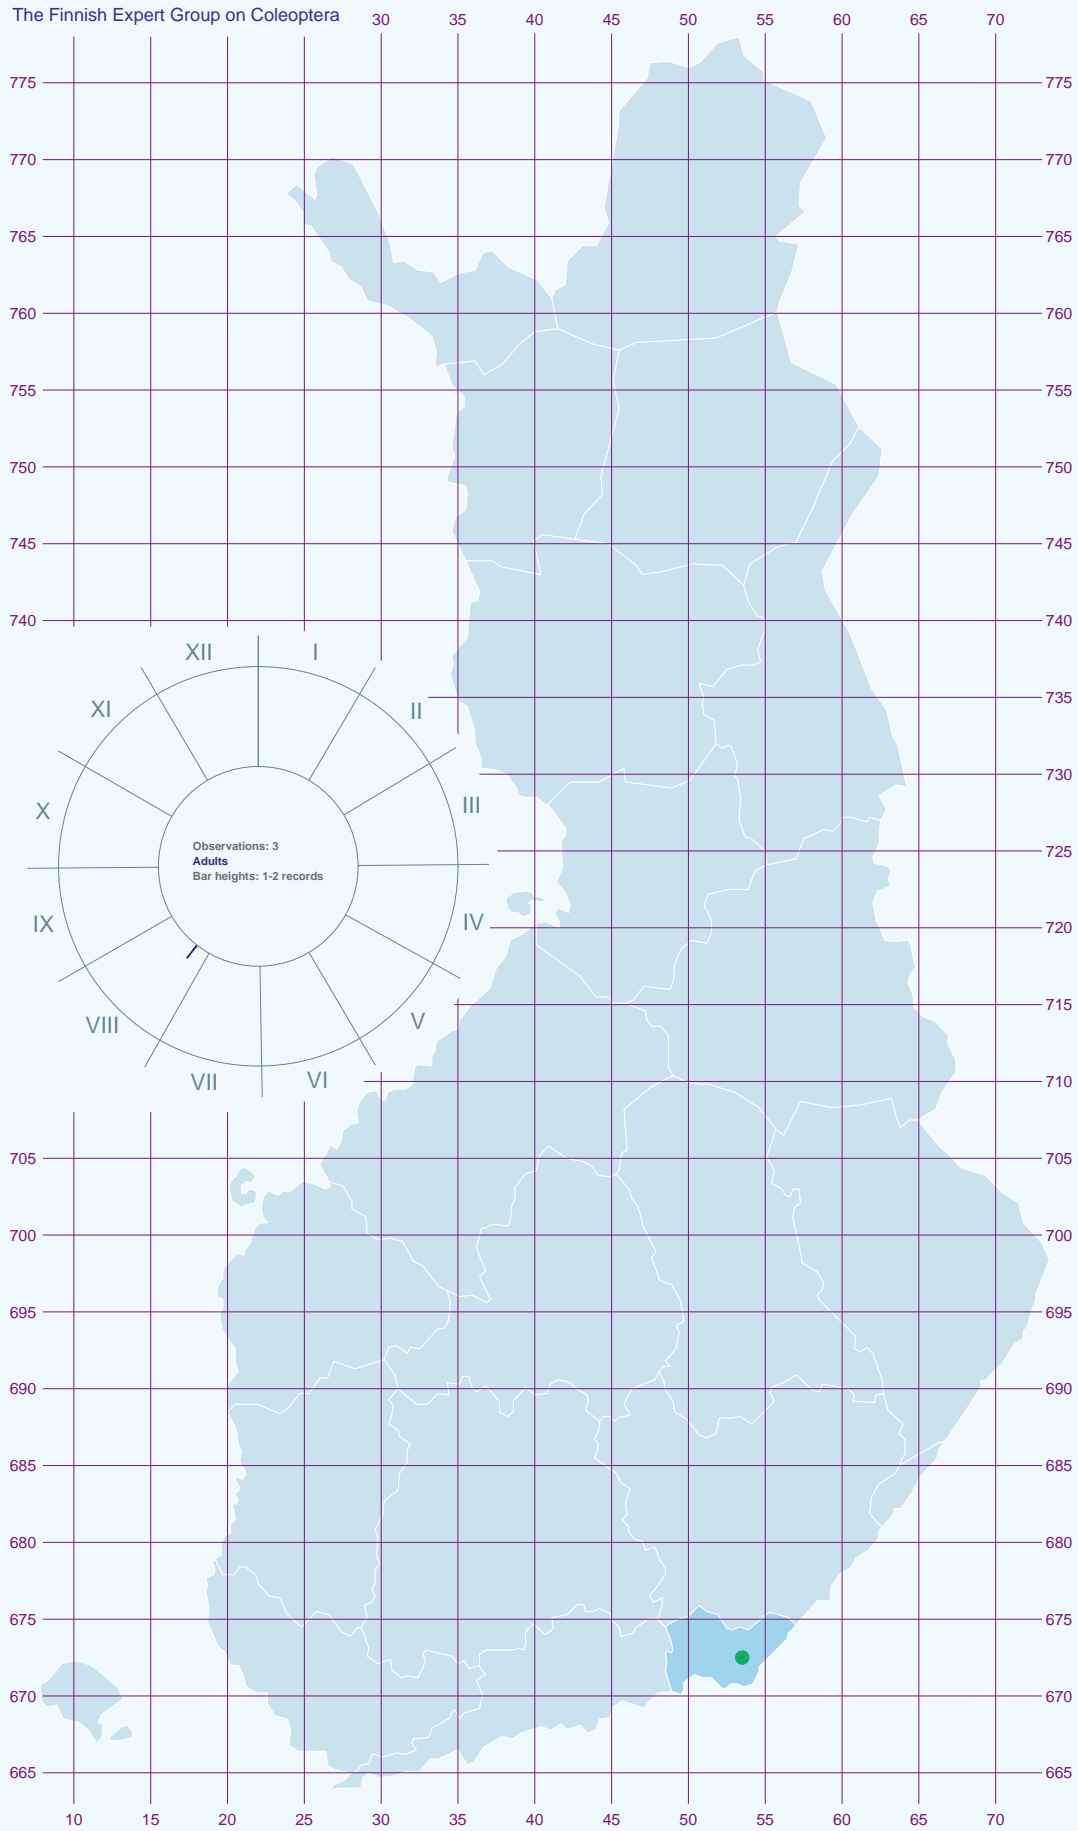 The Finnish Expert Group on Coleoptera
30 35 40 45 50 55 60 65 70
775 775
770 770
765 765
760 760
755 755
750 750
745 745
740 740
XII I
XI II
735
730
X III
Observations: 3
Adults
Bar heights: 1-2 records
725
IX IV
720
715
VIII V
VII VI
710
705 705
700 700
695 695
690 690
685 685
680 680
675 675
670 670
665 665
10 15 20 25 30 35 40 45 50 55 60 65 70